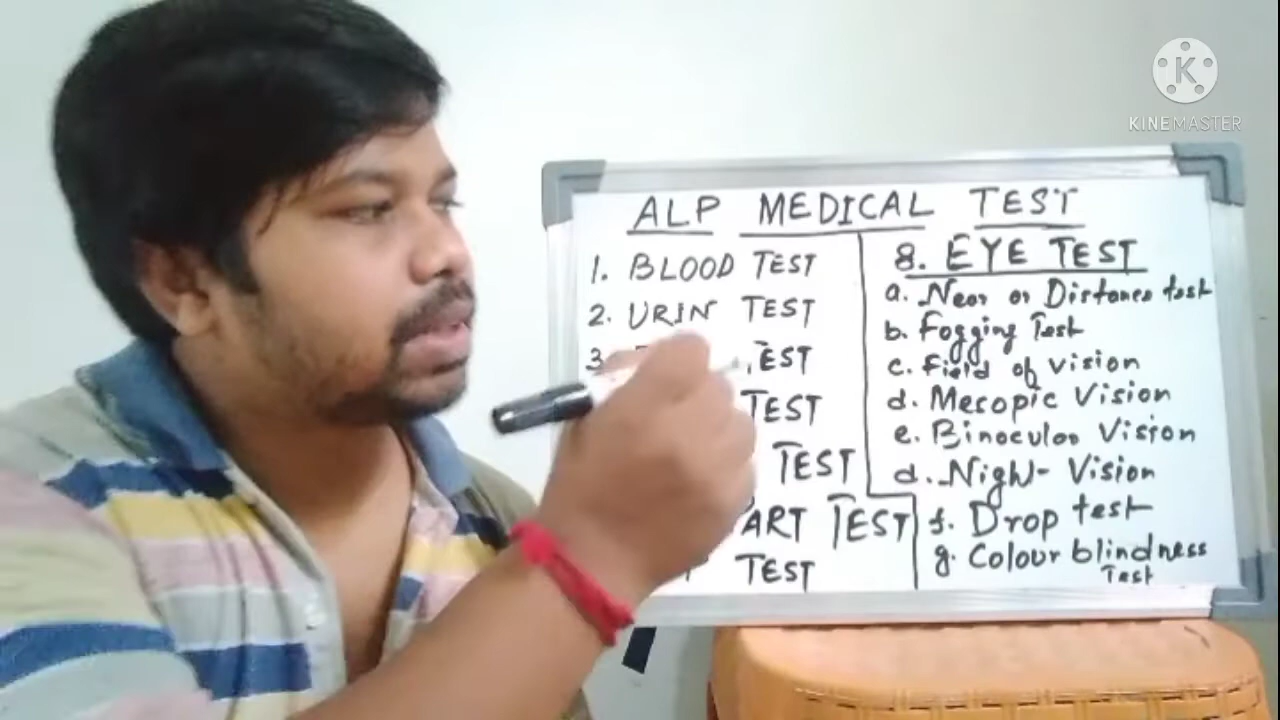 KINEMASTER
ALP MEDICAL TEST
1. BLOOD TEST
2. URIN TEST
3. TEST
TEST
TEST
ART TEST
TEST
8. EYE TEST
a. Near or Distance test
b. Fogging Test
c. Field of vision
d. Mesopic Vision
e. Binocular Vision
d. Night- Vision
f. Drop test
g. Colour blindness
Test